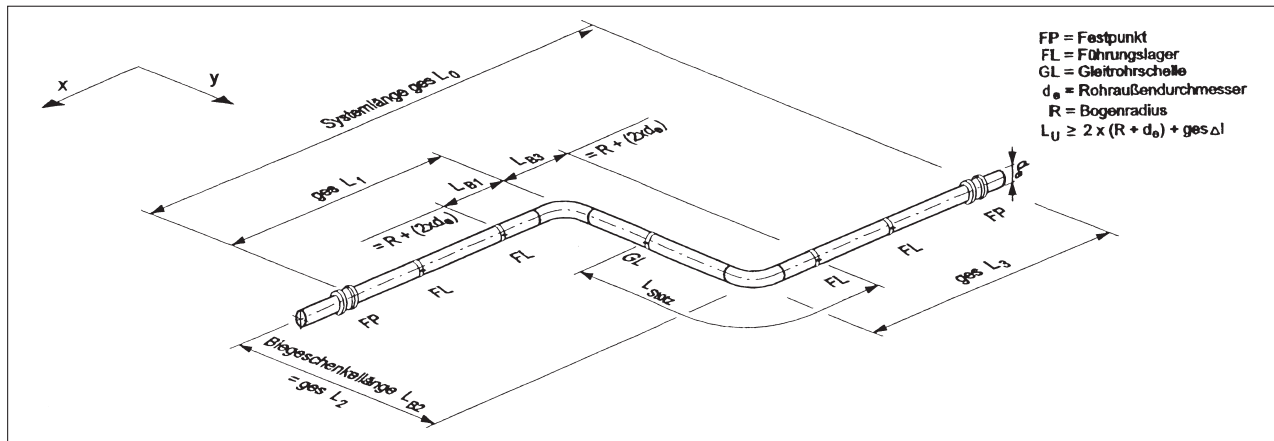 x
y
Systemlänge ges L₀
ges L₁
L_B1
L_B3
= R + (2xdₑ)
= R + (2xdₑ)
FP = Festpunkt
FL = Führungslager
GL = Gleitrohrschelle
dₑ = Rohraußendurchmesser
R = Bogenradius
L_U ≥ 2 x (R + dₑ) + ges Δl
dₑ
FP
FL
FL
GL
L_Stütz
FL
FL
FP
ges L₃
Biegeschenkellänge L_B2
= ges L₂